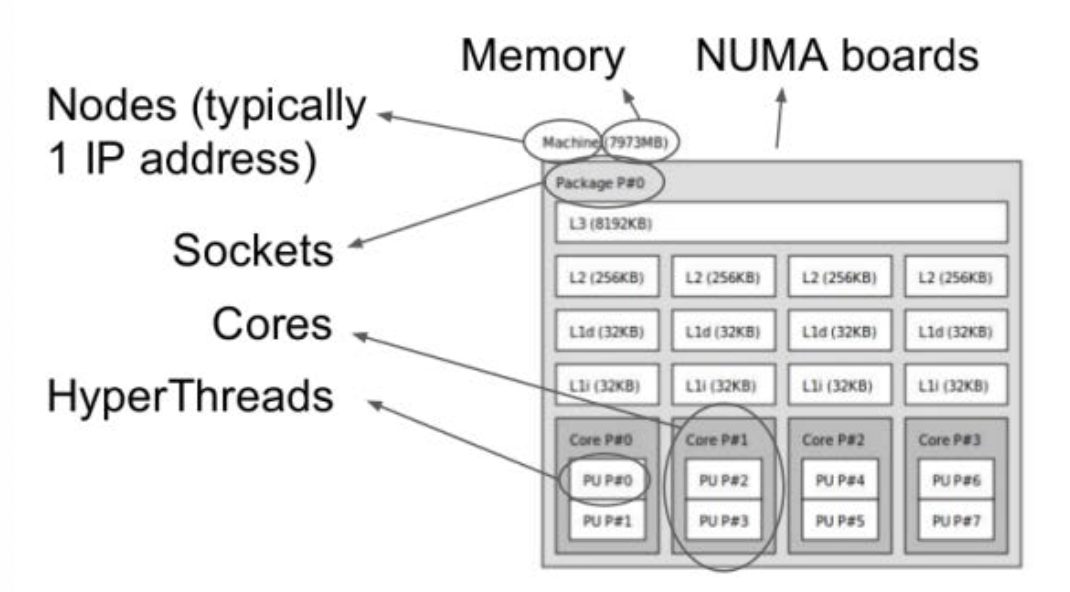 Memory
NUMA boards
Nodes (typically
1 IP address)
Machine (7973MB)
Package P#0
Sockets
L3 (8192KB)
L2 (256KB) L2 (256KB) L2 (256KB) L2 (256KB)
Cores
L1d (32KB) L1d (32KB) L1d (32KB) L1d (32KB)
HyperThreads
L1i (32KB) L1i (32KB) L1i (32KB) L1i (32KB)
Core P#0 Core P#1 Core P#2 Core P#3
PU P#0 PU P#2 PU P#4 PU P#6
PU P#1 PU P#3 PU P#5 PU P#7